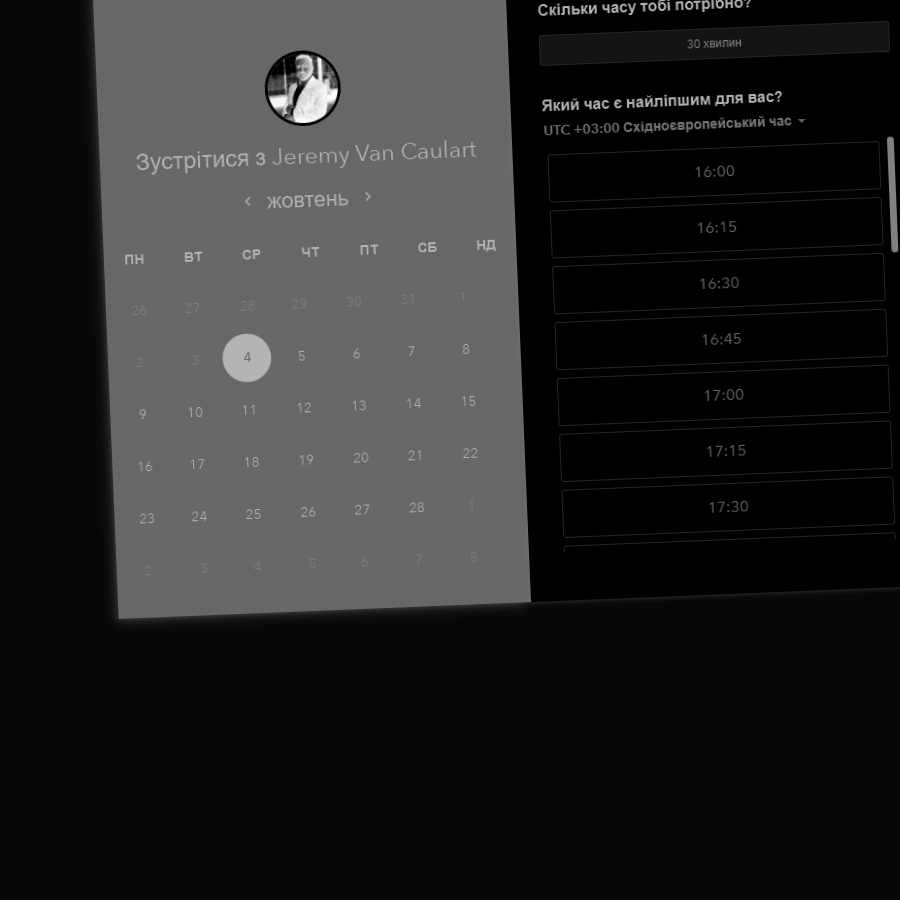 Зустрітися з Jeremy Van Caulart
жовтень
ПН ВТ СР ЧТ ПТ СБ НД
26 27 28 29 30 31 1
2 3 4 5 6 7 8
9 10 11 12 13 14 15
16 17 18 19 20 21 22
23 24 25 26 27 28 1
2 3 4 5 6 7 8
Скільки часу тобі потрібно?
30 хвилин
Який час є найліпшим для вас?
UTC +03:00 Східноєвропейський час
16:00
16:15
16:30
16:45
17:00
17:15
17:30